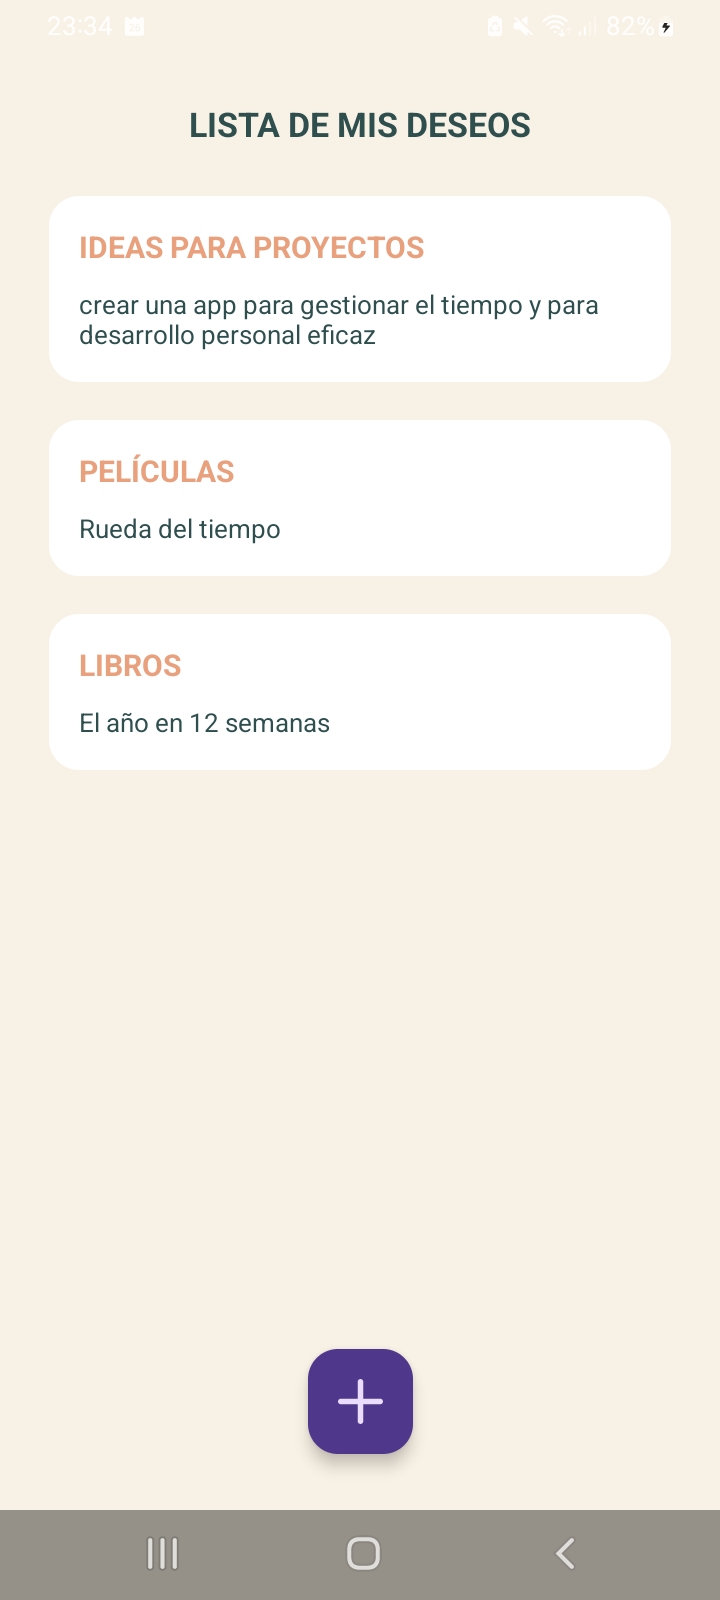 23:34
82%
LISTA DE MIS DESEOS
IDEAS PARA PROYECTOS
crear una app para gestionar el tiempo y para
desarrollo personal eficaz
PELÍCULAS
Rueda del tiempo
LIBROS
El año en 12 semanas